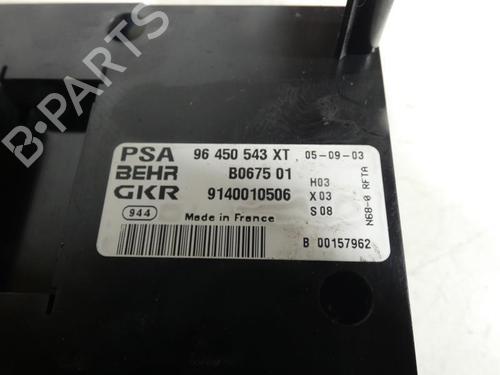 PSA 96 450 543 XT 05-09-03
BEHR B0675 01 H03
GKR 9140010506 X 03
944 S 08
Made in France
N68-0 RFTA
B 00157962
B-PARTS